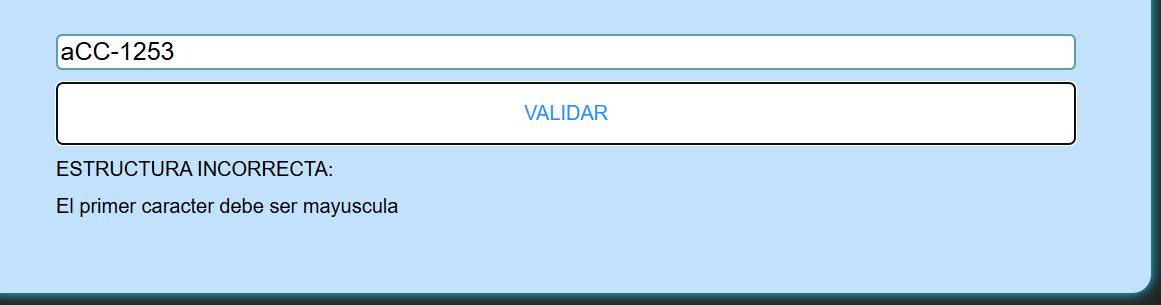 aCC-1253
VALIDAR
ESTRUCTURA INCORRECTA:
El primer caracter debe ser mayuscula